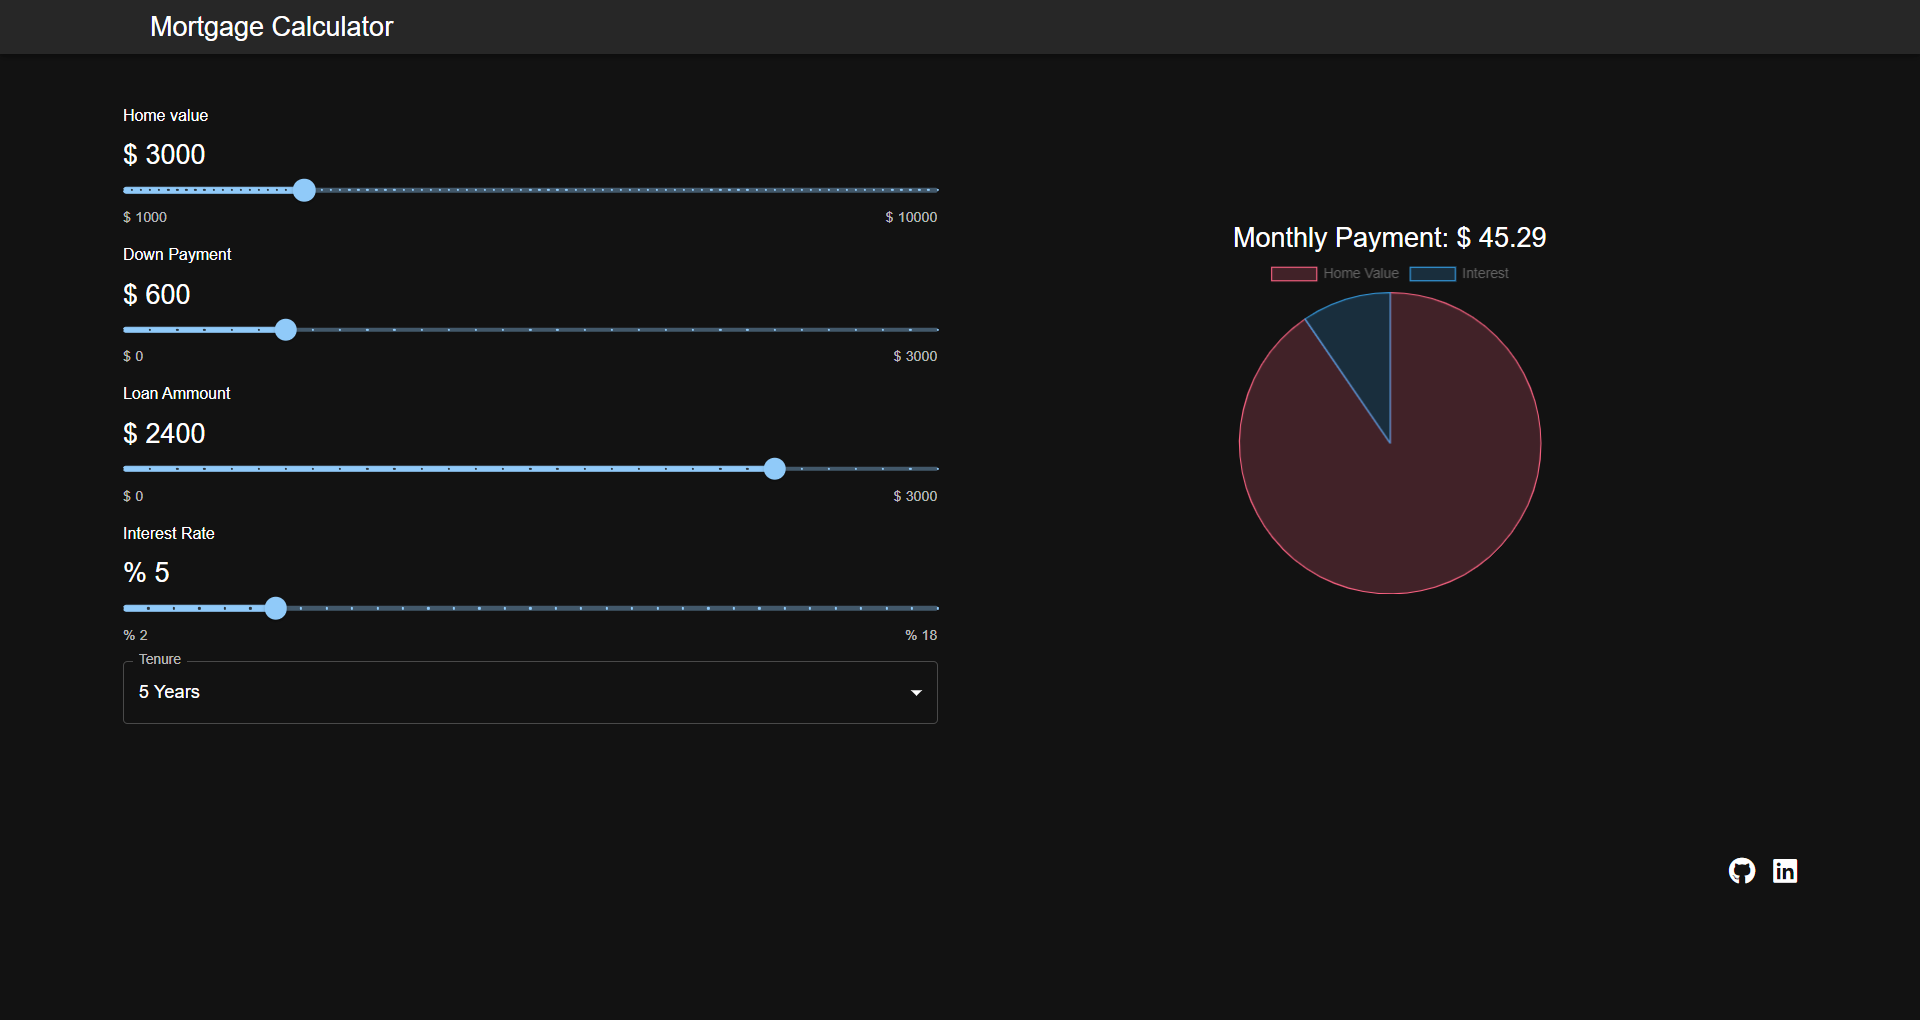 Mortgage Calculator
Home value
$ 3000
$ 1000 $ 10000
Down Payment
$ 600
$ 0 $ 3000
Loan Ammount
$ 2400
$ 0 $ 3000
Interest Rate
% 5
% 2 % 18
Tenure
5 Years
Monthly Payment: $ 45.29
Home Value Interest
in